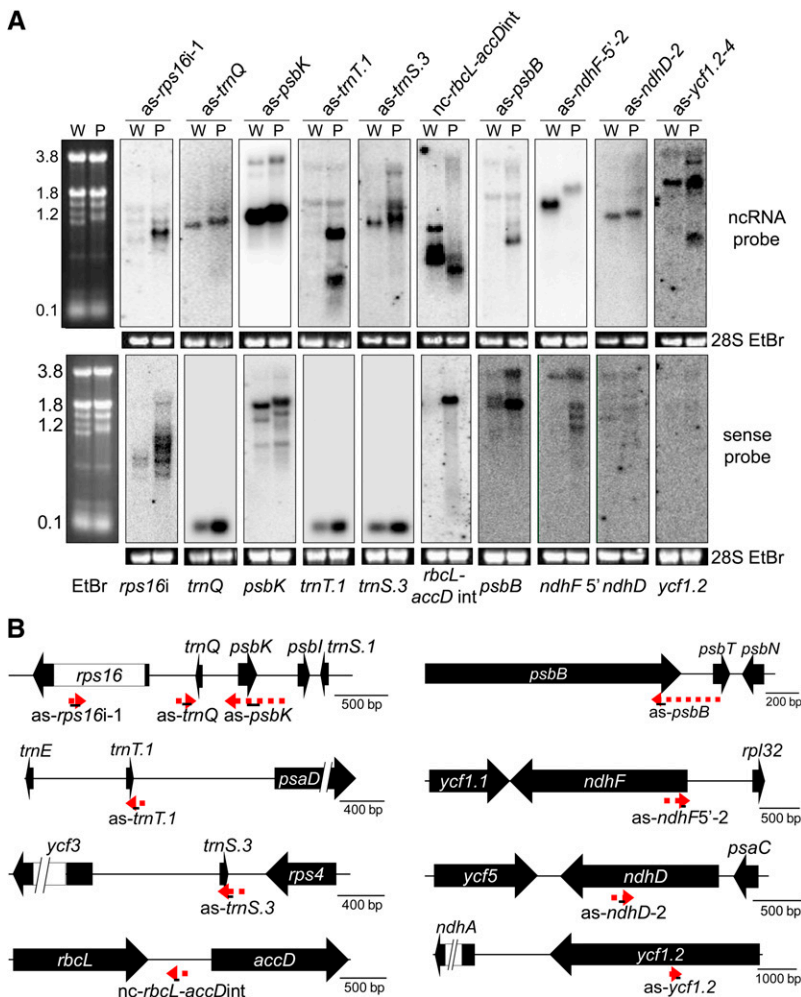 A
as-rps16i-1 as-trnQ as-psbK as-trnT.1 as-trnS.3 nc-rbcL-accDint as-psbB as-ndhF-5'-2 as-ndhD-2 as-ycf1.2-4
W P W P W P W P W P W P W P W P W P W P W P
3.8
1.8
1.2
0.1
ncRNA
probe
28S EtBr
3.8
1.8
1.2
0.1
sense
probe
28S EtBr
EtBr rps16i trnQ psbK trnT.1 trnS.3 rbcL-accD int psbB ndhF 5' ndhD ycf1.2
B
rps16 trnQ psbK psbI trnS.1
as-rps16i-1 as-trnQ as-psbK
500 bp
psbB psbT psbN
as-psbB
200 bp
trnE trnT.1 psaD
as-trnT.1
400 bp
ycf1.1 ndhF rpl32
as-ndhF5'-2
500 bp
ycf3 trnS.3 rps4
as-trnS.3
400 bp
ycf5 ndhD psaC
as-ndhD-2
500 bp
rbcL accD
nc-rbcL-accDint
500 bp
ndhA ycf1.2
as-ycf1.2
1000 bp